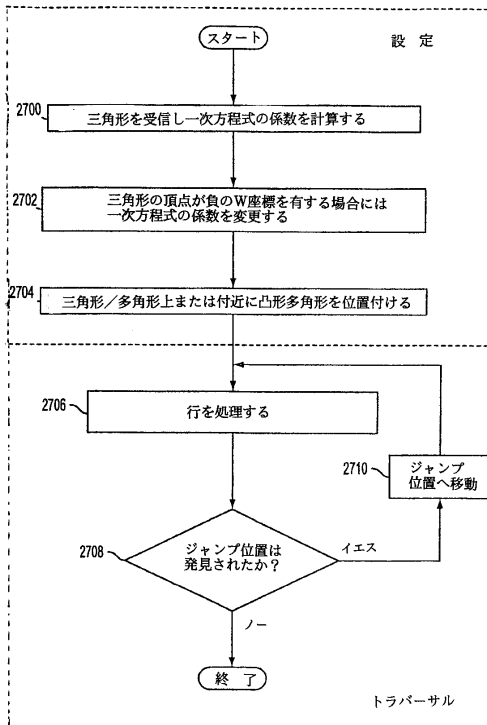 スタート
設 定
2700
三角形を受信し一次方程式の係数を計算する
2702
三角形の頂点が負のW座標を有する場合には
一次方程式の係数を変更する
2704
三角形/多角形上または付近に凸形多角形を位置付ける
2706
行を処理する
2710
ジャンプ
位置へ移動
2708
ジャンプ位置は
発見されたか?
イエス
ノー
終 了
トラバーサル